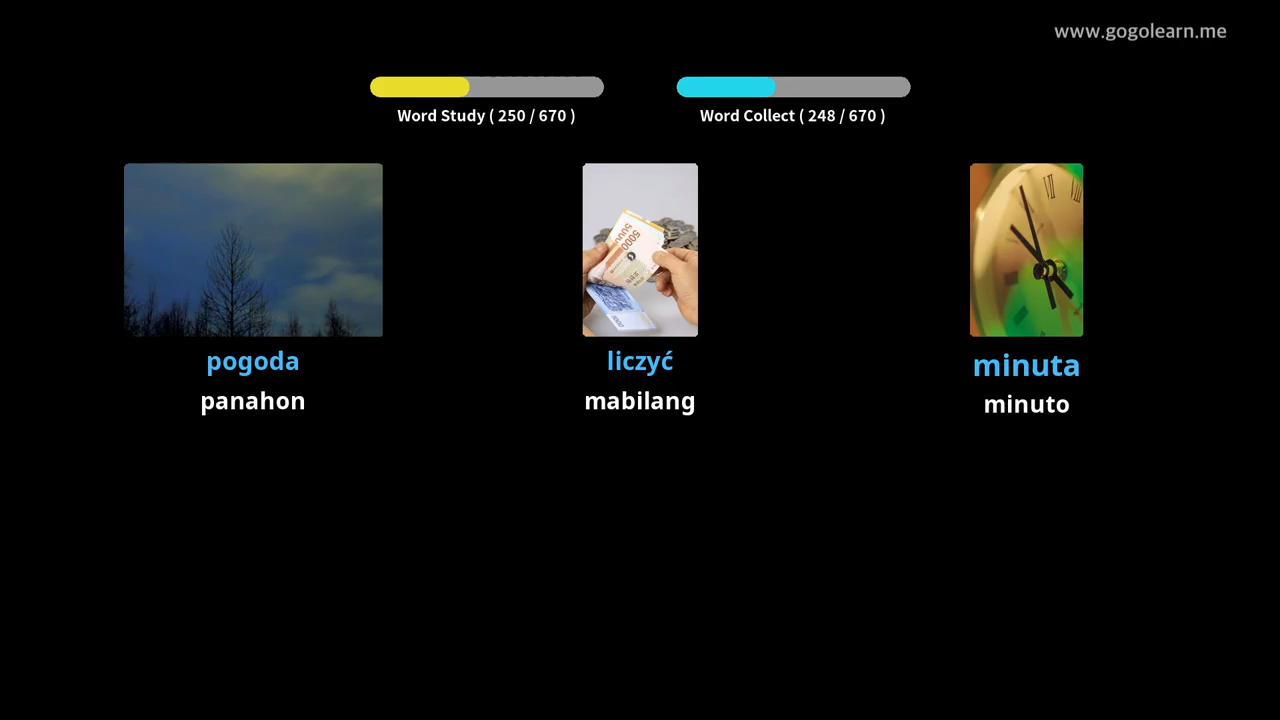 www.gogolearn.me
Word Study ( 250 / 670 )
Word Collect ( 248 / 670 )
pogoda
panahon
liczyć
mabilang
minuta
minuto